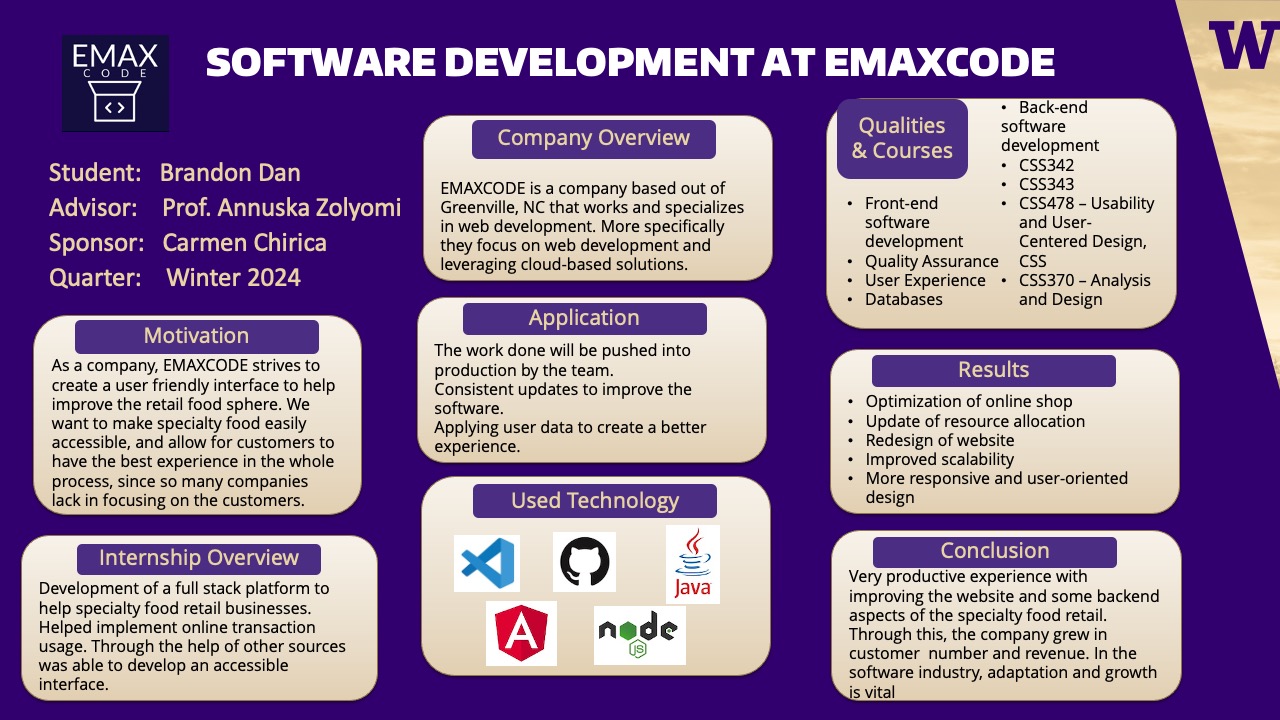 EMAX
CODE
SOFTWARE DEVELOPMENT AT EMAXCODE
W
Student: Brandon Dan
Advisor: Prof. Annuska Zolyomi
Sponsor: Carmen Chirica
Quarter: Winter 2024
Motivation
As a company, EMAXCODE strives to
create a user friendly interface to help
improve the retail food sphere. We
want to make specialty food easily
accessible, and allow for customers to
have the best experience in the whole
process, since so many companies
lack in focusing on the customers.
Internship Overview
Development of a full stack platform to
help specialty food retail businesses.
Helped implement online transaction
usage. Through the help of other sources
was able to develop an accessible
interface.
Company Overview
EMAXCODE is a company based out of
Greenville, NC that works and specializes
in web development. More specifically
they focus on web development and
leveraging cloud-based solutions.
Application
The work done will be pushed into
production by the team.
Consistent updates to improve the
software.
Applying user data to create a better
experience.
Used Technology
Java
A
node
JS
Qualities
& Courses
• Front-end
software
development
• Quality Assurance
• User Experience
• Databases
• Back-end
software
development
• CSS342
• CSS343
• CSS478 – Usability
and User-
Centered Design,
CSS
• CSS370 – Analysis
and Design
Results
• Optimization of online shop
• Update of resource allocation
• Redesign of website
• Improved scalability
• More responsive and user-oriented
design
Conclusion
Very productive experience with
improving the website and some backend
aspects of the specialty food retail.
Through this, the company grew in
customer  number and revenue. In the
software industry, adaptation and growth
is vital